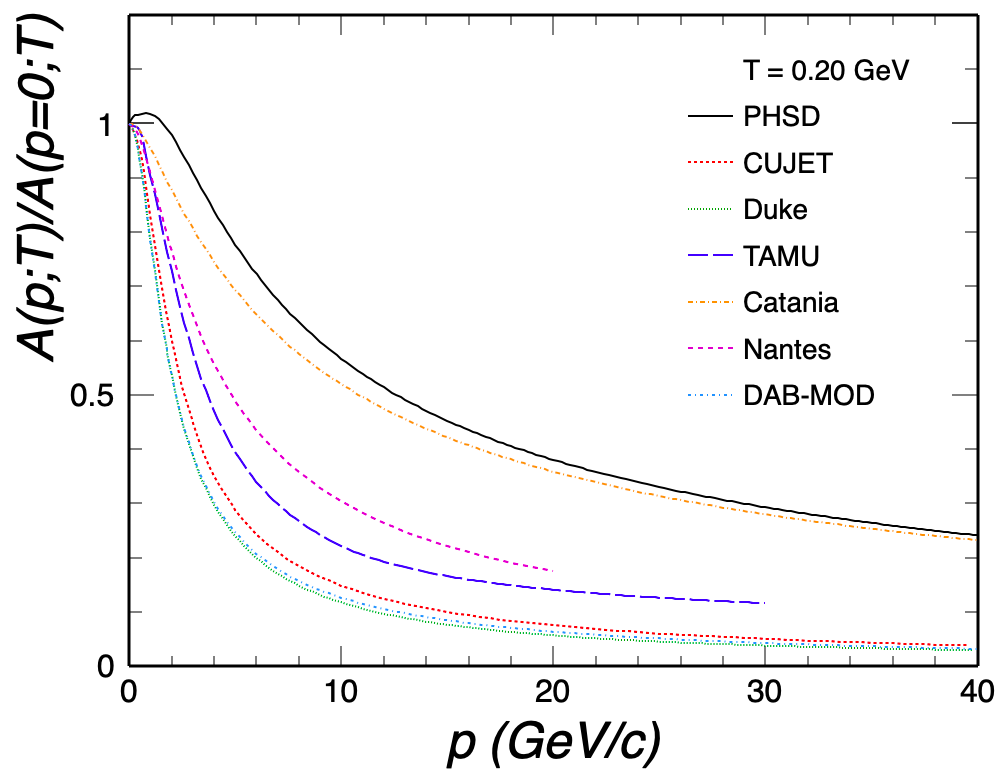 A(p;T)/A(p=0;T)
1
0.5
0
T = 0.20 GeV
PHSD
CUJET
Duke
TAMU
Catania
Nantes
DAB-MOD
0 10 20 30 40
p (GeV/c)